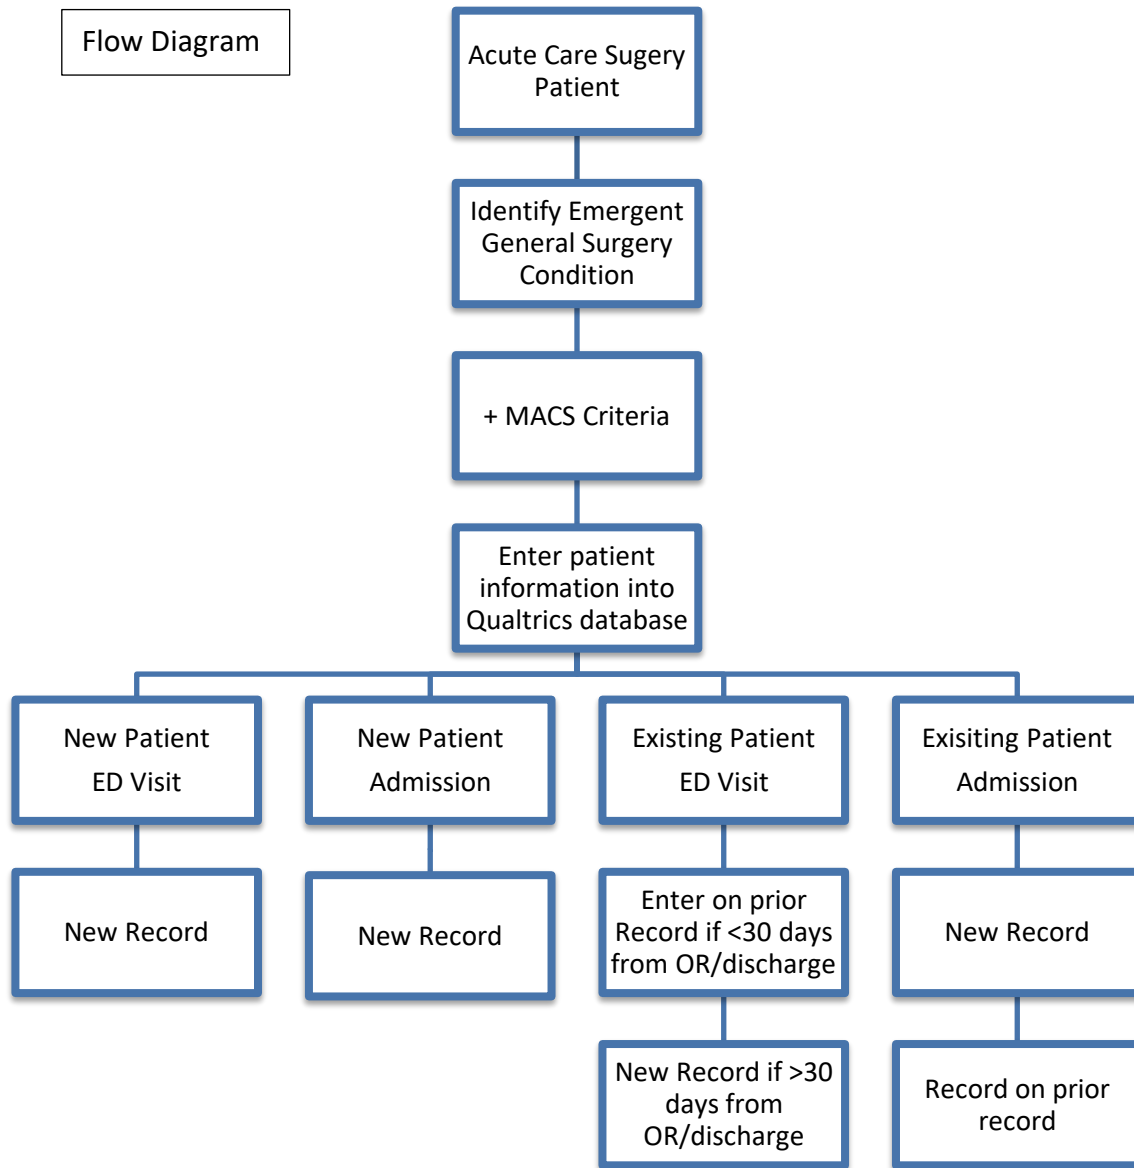 Flow Diagram
Acute Care Sugery
Patient
Identify Emergent
General Surgery
Condition
+ MACS Criteria
Enter patient
information into
Qualtrics database
New Patient
ED Visit
New Patient
Admission
Existing Patient
ED Visit
Exisiting Patient
Admission
New Record
New Record
Enter on prior
Record if <30 days
from OR/discharge
New Record
New Record if >30
days from
OR/discharge
Record on prior
record